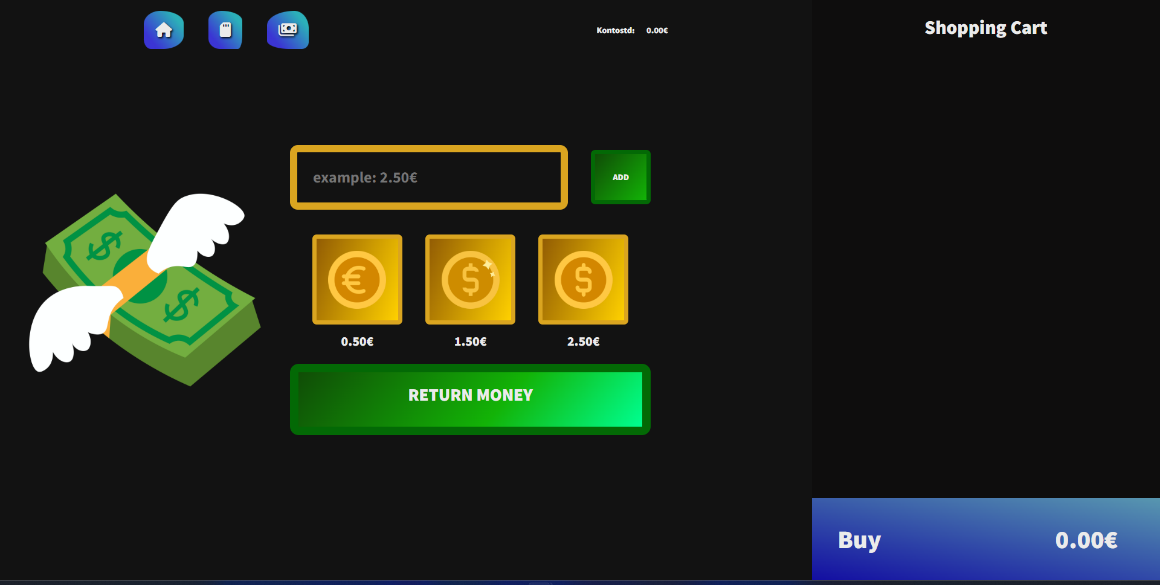 Kontostd: 0.00€
Shopping Cart
example: 2.50€
ADD
0.50€ 1.50€ 2.50€
RETURN MONEY
Buy 0.00€